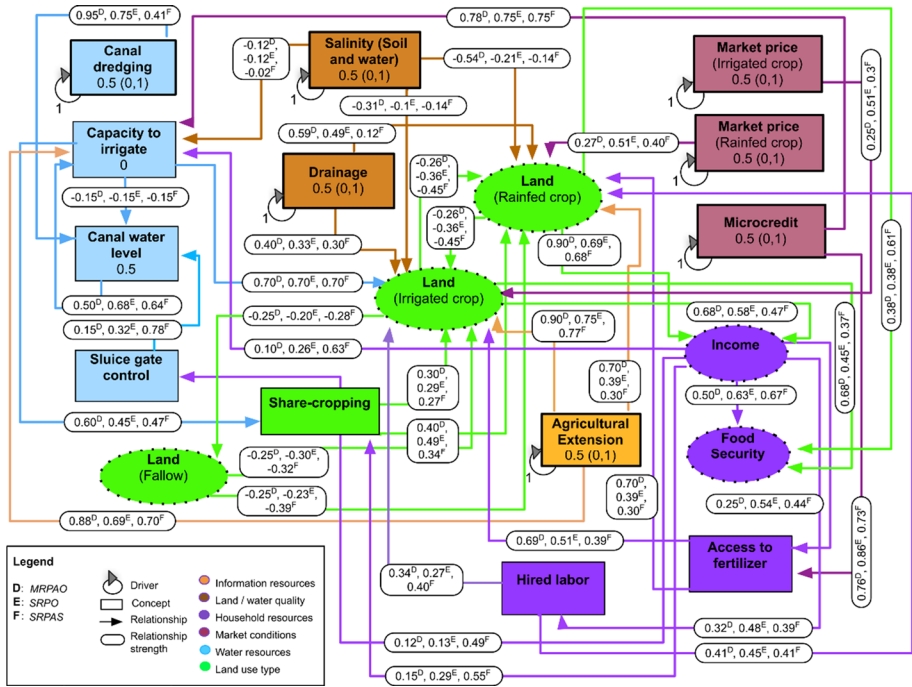 0.95ᴰ, 0.75ᴱ, 0.41ꟳ
0.78ᴰ, 0.75ᴱ, 0.75ꟳ
Canal
dredging
0.5 (0,1)
1
-0.12ᴰ,
-0.12ᴱ,
-0.02ꟳ
Salinity (Soil
and water)
0.5 (0,1)
1
-0.54ᴰ, -0.21ᴱ, -0.14ꟳ
Market price
(Irrigated crop)
0.5 (0,1)
1
0.25ᴰ, 0.51ᴱ, 0.3ꟳ
-0.31ᴰ, -0.1ᴱ, -0.14ꟳ
Capacity to
irrigate
0
0.59ᴰ, 0.49ᴱ, 0.12ꟳ
0.27ᴰ, 0.51ᴱ, 0.40ꟳ
Market price
(Rainfed crop)
0.5 (0,1)
1
Drainage
0.5 (0,1)
1
-0.26ᴰ,
-0.36ᴱ,
-0.45ꟳ
Land
(Rainfed crop)
-0.15ᴰ, -0.15ᴱ, -0.15ꟳ
-0.26ᴰ,
-0.36ᴱ,
-0.45ꟳ
Microcredit
0.5 (0,1)
1
Canal water
level
0.5
0.40ᴰ, 0.33ᴱ, 0.30ꟳ
0.90ᴰ, 0.69ᴱ,
0.68ꟳ
0.38ᴰ, 0.38ᴱ, 0.61ꟳ
0.70ᴰ, 0.70ᴱ, 0.70ꟳ
Land
(Irrigated crop)
0.50ᴰ, 0.68ᴱ, 0.64ꟳ
-0.25ᴰ, -0.20ᴱ, -0.28ꟳ
0.90ᴰ, 0.75ᴱ,
0.77ꟳ
0.68ᴰ, 0.58ᴱ, 0.47ꟳ
0.15ᴰ, 0.32ᴱ, 0.78ꟳ
Income
0.68ᴰ, 0.45ᴱ, 0.37ꟳ
Sluice gate
control
0.10ᴰ, 0.26ᴱ, 0.63ꟳ
0.30ᴰ,
0.29ᴱ,
0.27ꟳ
0.70ᴰ,
0.39ᴱ,
0.30ꟳ
0.50ᴰ, 0.63ᴱ, 0.67ꟳ
Share-cropping
0.60ᴰ, 0.45ᴱ, 0.47ꟳ
0.40ᴰ,
0.49ᴱ,
0.34ꟳ
Agricultural
Extension
0.5 (0,1)
1
Food
Security
Land
(Fallow)
-0.25ᴰ, -0.30ᴱ,
-0.32ꟳ
-0.25ᴰ, -0.23ᴱ,
-0.39ꟳ
0.70ᴰ,
0.39ᴱ,
0.30ꟳ
0.25ᴰ, 0.54ᴱ, 0.44ꟳ
0.88ᴰ, 0.69ᴱ, 0.70ꟳ
0.69ᴰ, 0.51ᴱ, 0.39ꟳ
Access to
fertilizer
0.76ᴰ, 0.86ᴱ, 0.73ꟳ
0.34ᴰ, 0.27ᴱ,
0.40ꟳ
Hired labor
0.32ᴰ, 0.48ᴱ, 0.39ꟳ
0.12ᴰ, 0.13ᴱ, 0.49ꟳ
0.41ᴰ, 0.45ᴱ, 0.41ꟳ
0.15ᴰ, 0.29ᴱ, 0.55ꟳ
Legend
D: MRPAO
E: SRPO
F: SRPAS
Driver
Concept
Relationship
Relationship
strength
Information resources
Land / water quality
Household resources
Market conditions
Water resources
Land use type